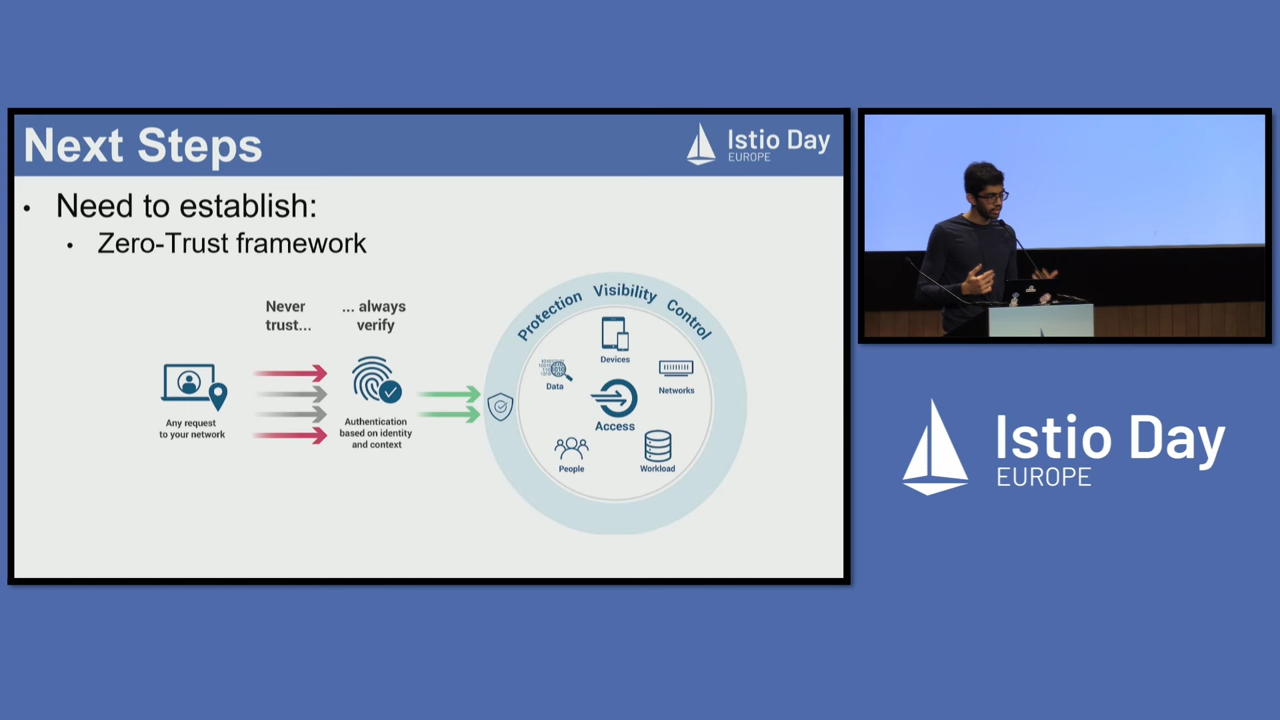 Next Steps
Istio Day
EUROPE
• Need to establish:
• Zero-Trust framework
Never
trust...
... always
verify
Any request
to your network
Authentication
based on identity
and context
Protection Visibility Control
Devices
Data
Networks
Access
People
Workload
Istio Day
EUROPE